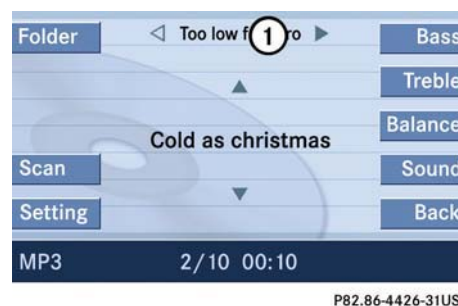 Folder
Too low f 1 ro
Bass
Treble
Cold as christmas
Balance
Scan
Sound
Setting
Back
MP3 2/10 00:10
P82.86-4426-31US